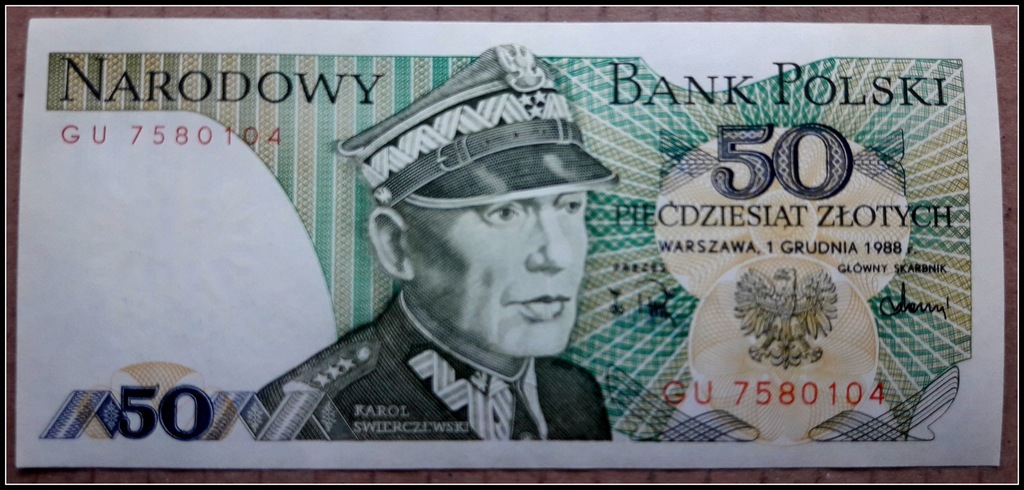 NARODOWY BANK POLSKI
GU 7580104
50
PIĘĆDZIESIĄT ZŁOTYCH
WARSZAWA, 1 GRUDNIA 1988 r.
PREZES GŁÓWNY SKARBNIK
GU 7580104
50
KAROL
ŚWIERCZEWSKI